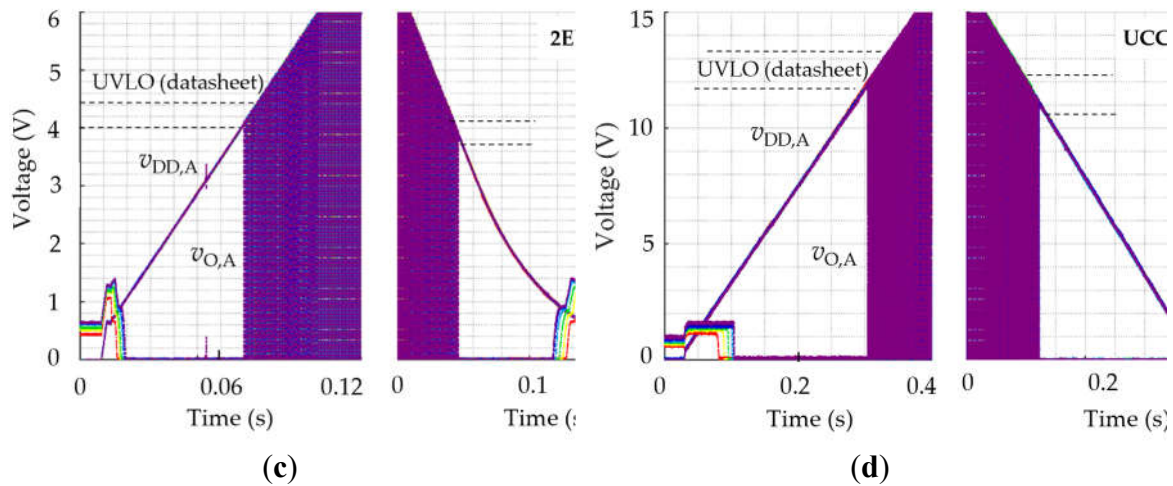 6
5
4
3
2
1
0
Voltage (V)
UVLO (datasheet)
vDD,A
vO,A
2E
0
0.06
0.12
0
0.1
Time (s)
Time (s
(c)
15
10
5
0
Voltage (V)
UVLO (datasheet)
vDD,A
vO,A
UCC
0
0.2
0.4
0
0.2
Time (s)
Time (s)
(d)